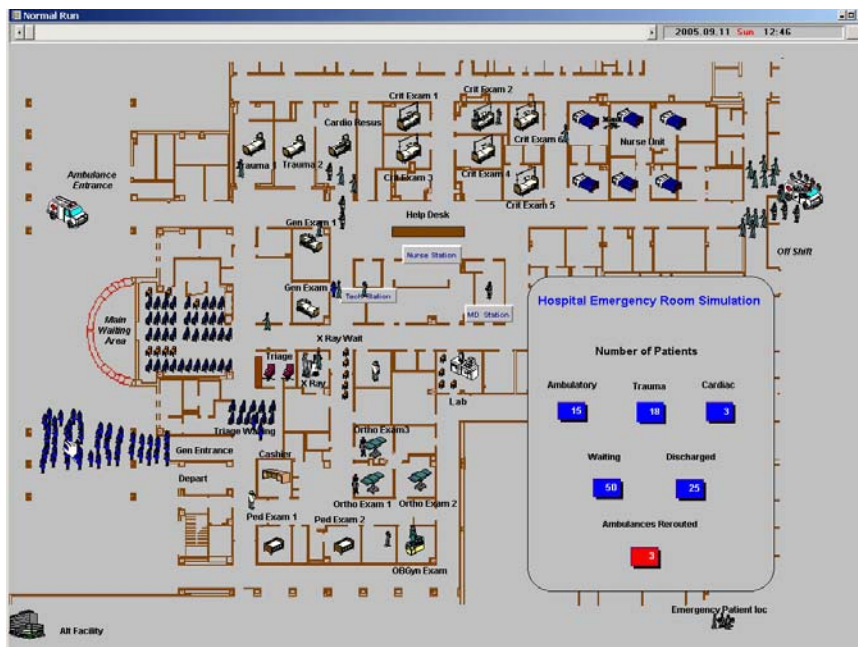 Normal Run
2005.09.11 Sun 12:46
Crit Exam 1
Crit Exam 2
Cardio Resus
Crit Exam 6
Nurse Unit
Trauma 1
Trauma 2
Crit Exam 3
Crit Exam 4
Crit Exam 5
Ambulance
Entrance
Help Desk
Gen Exam 1
Off Shift
Nurse Station
Gen Exam
Tech Station
MD Station
Main
Waiting
Area
X Ray Wait
Triage
X Ray
Lab
Triage Waiting
Ortho Exam3
Gen Entrance
Cashier
Depart
Ortho Exam 1
Ortho Exam 2
Ped Exam 1
Ped Exam 2
OBGyn Exam
Alt Facility
Hospital Emergency Room Simulation
Number of Patients
Ambulatory
Trauma
Cardiac
15
18
3
Waiting
Discharged
50
25
Ambulances Rerouted
3
Emergency Patient loc